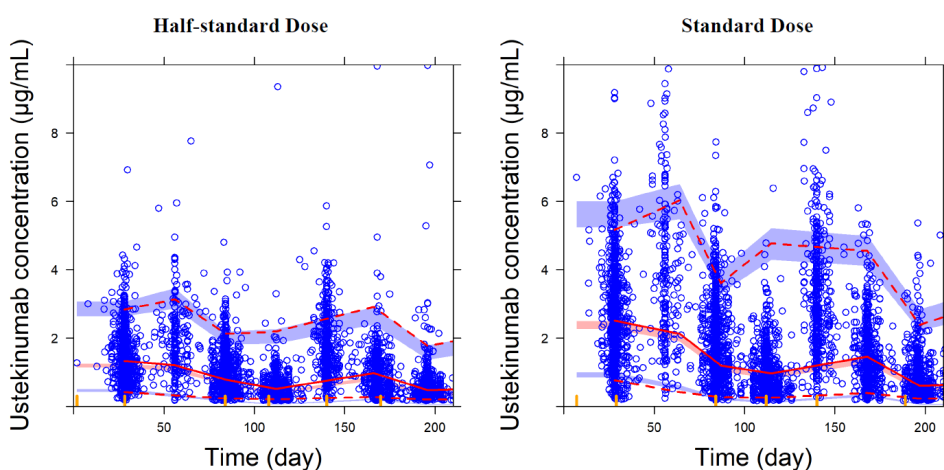 Half-standard Dose
Ustekinumab concentration (µg/mL)
8
6
4
2
50
100
150
200
Time (day)
Standard Dose
Ustekinumab concentration (µg/mL)
8
6
4
2
50
100
150
200
Time (day)